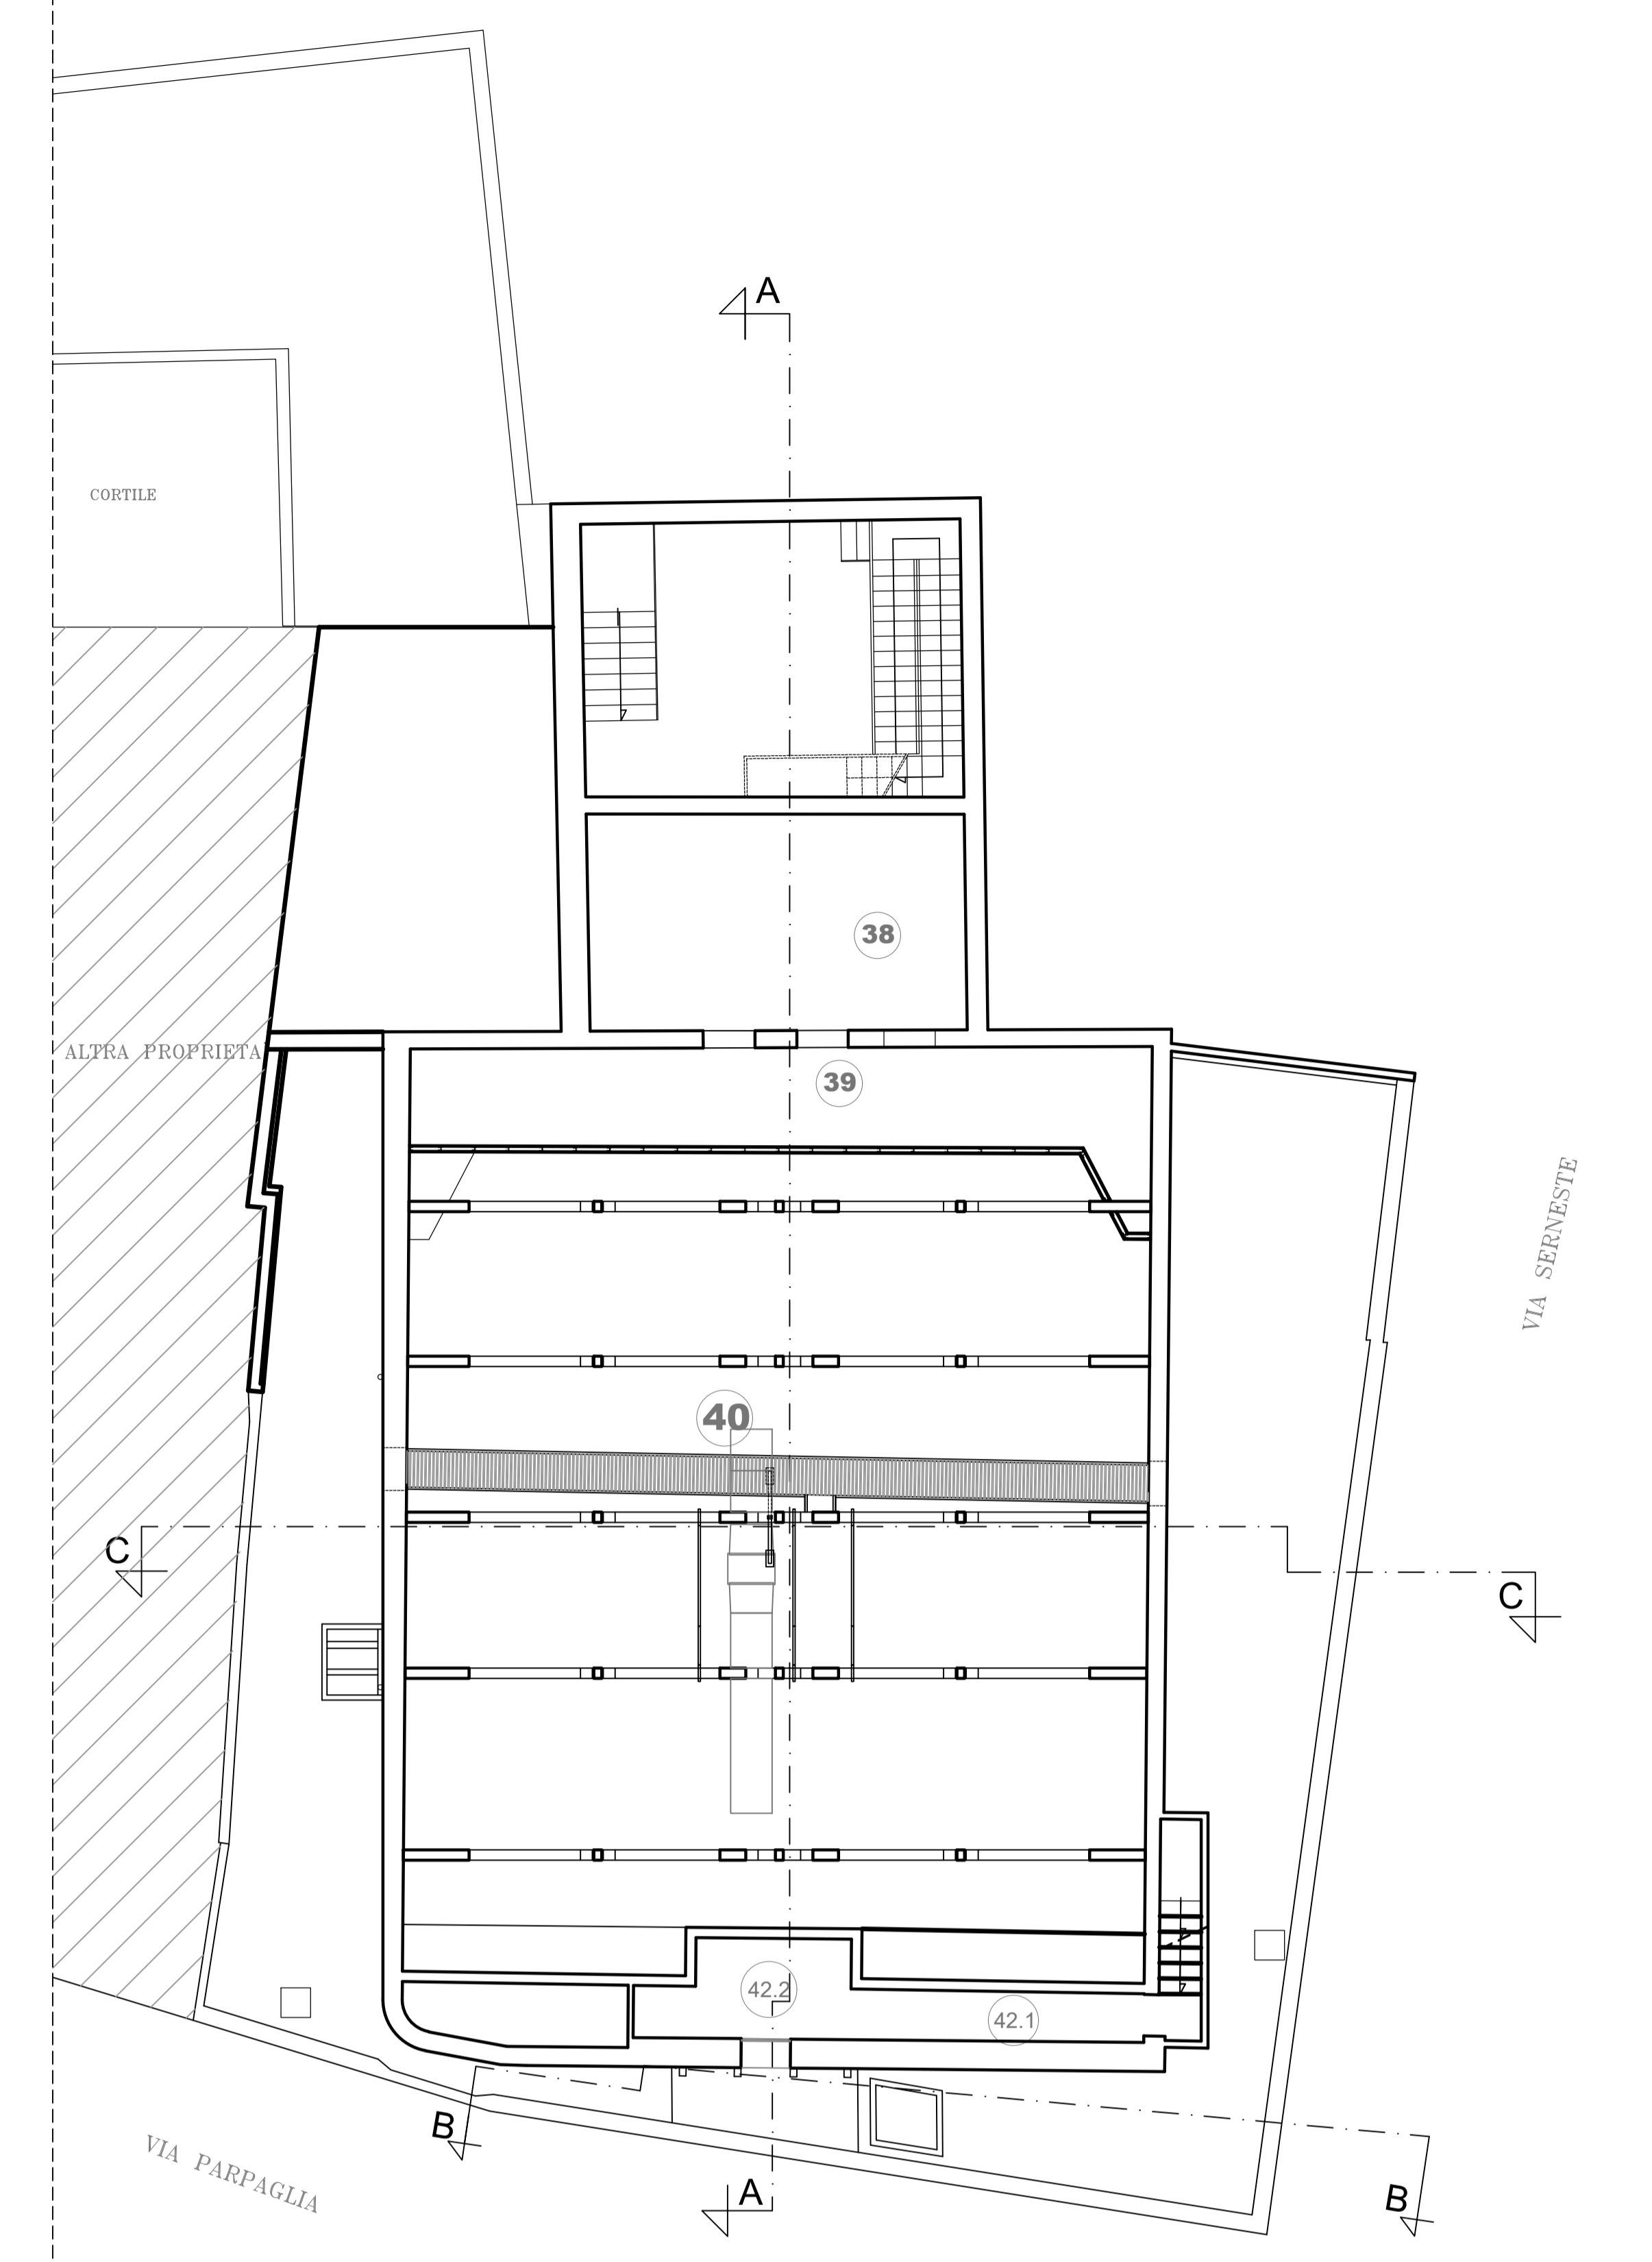 A
CORTILE
38
ALTRA PROPRIETA'
39
VIA SERNESTE
40
C
C
42.2
42.1
B
VIA PARPAGLIA
A
B